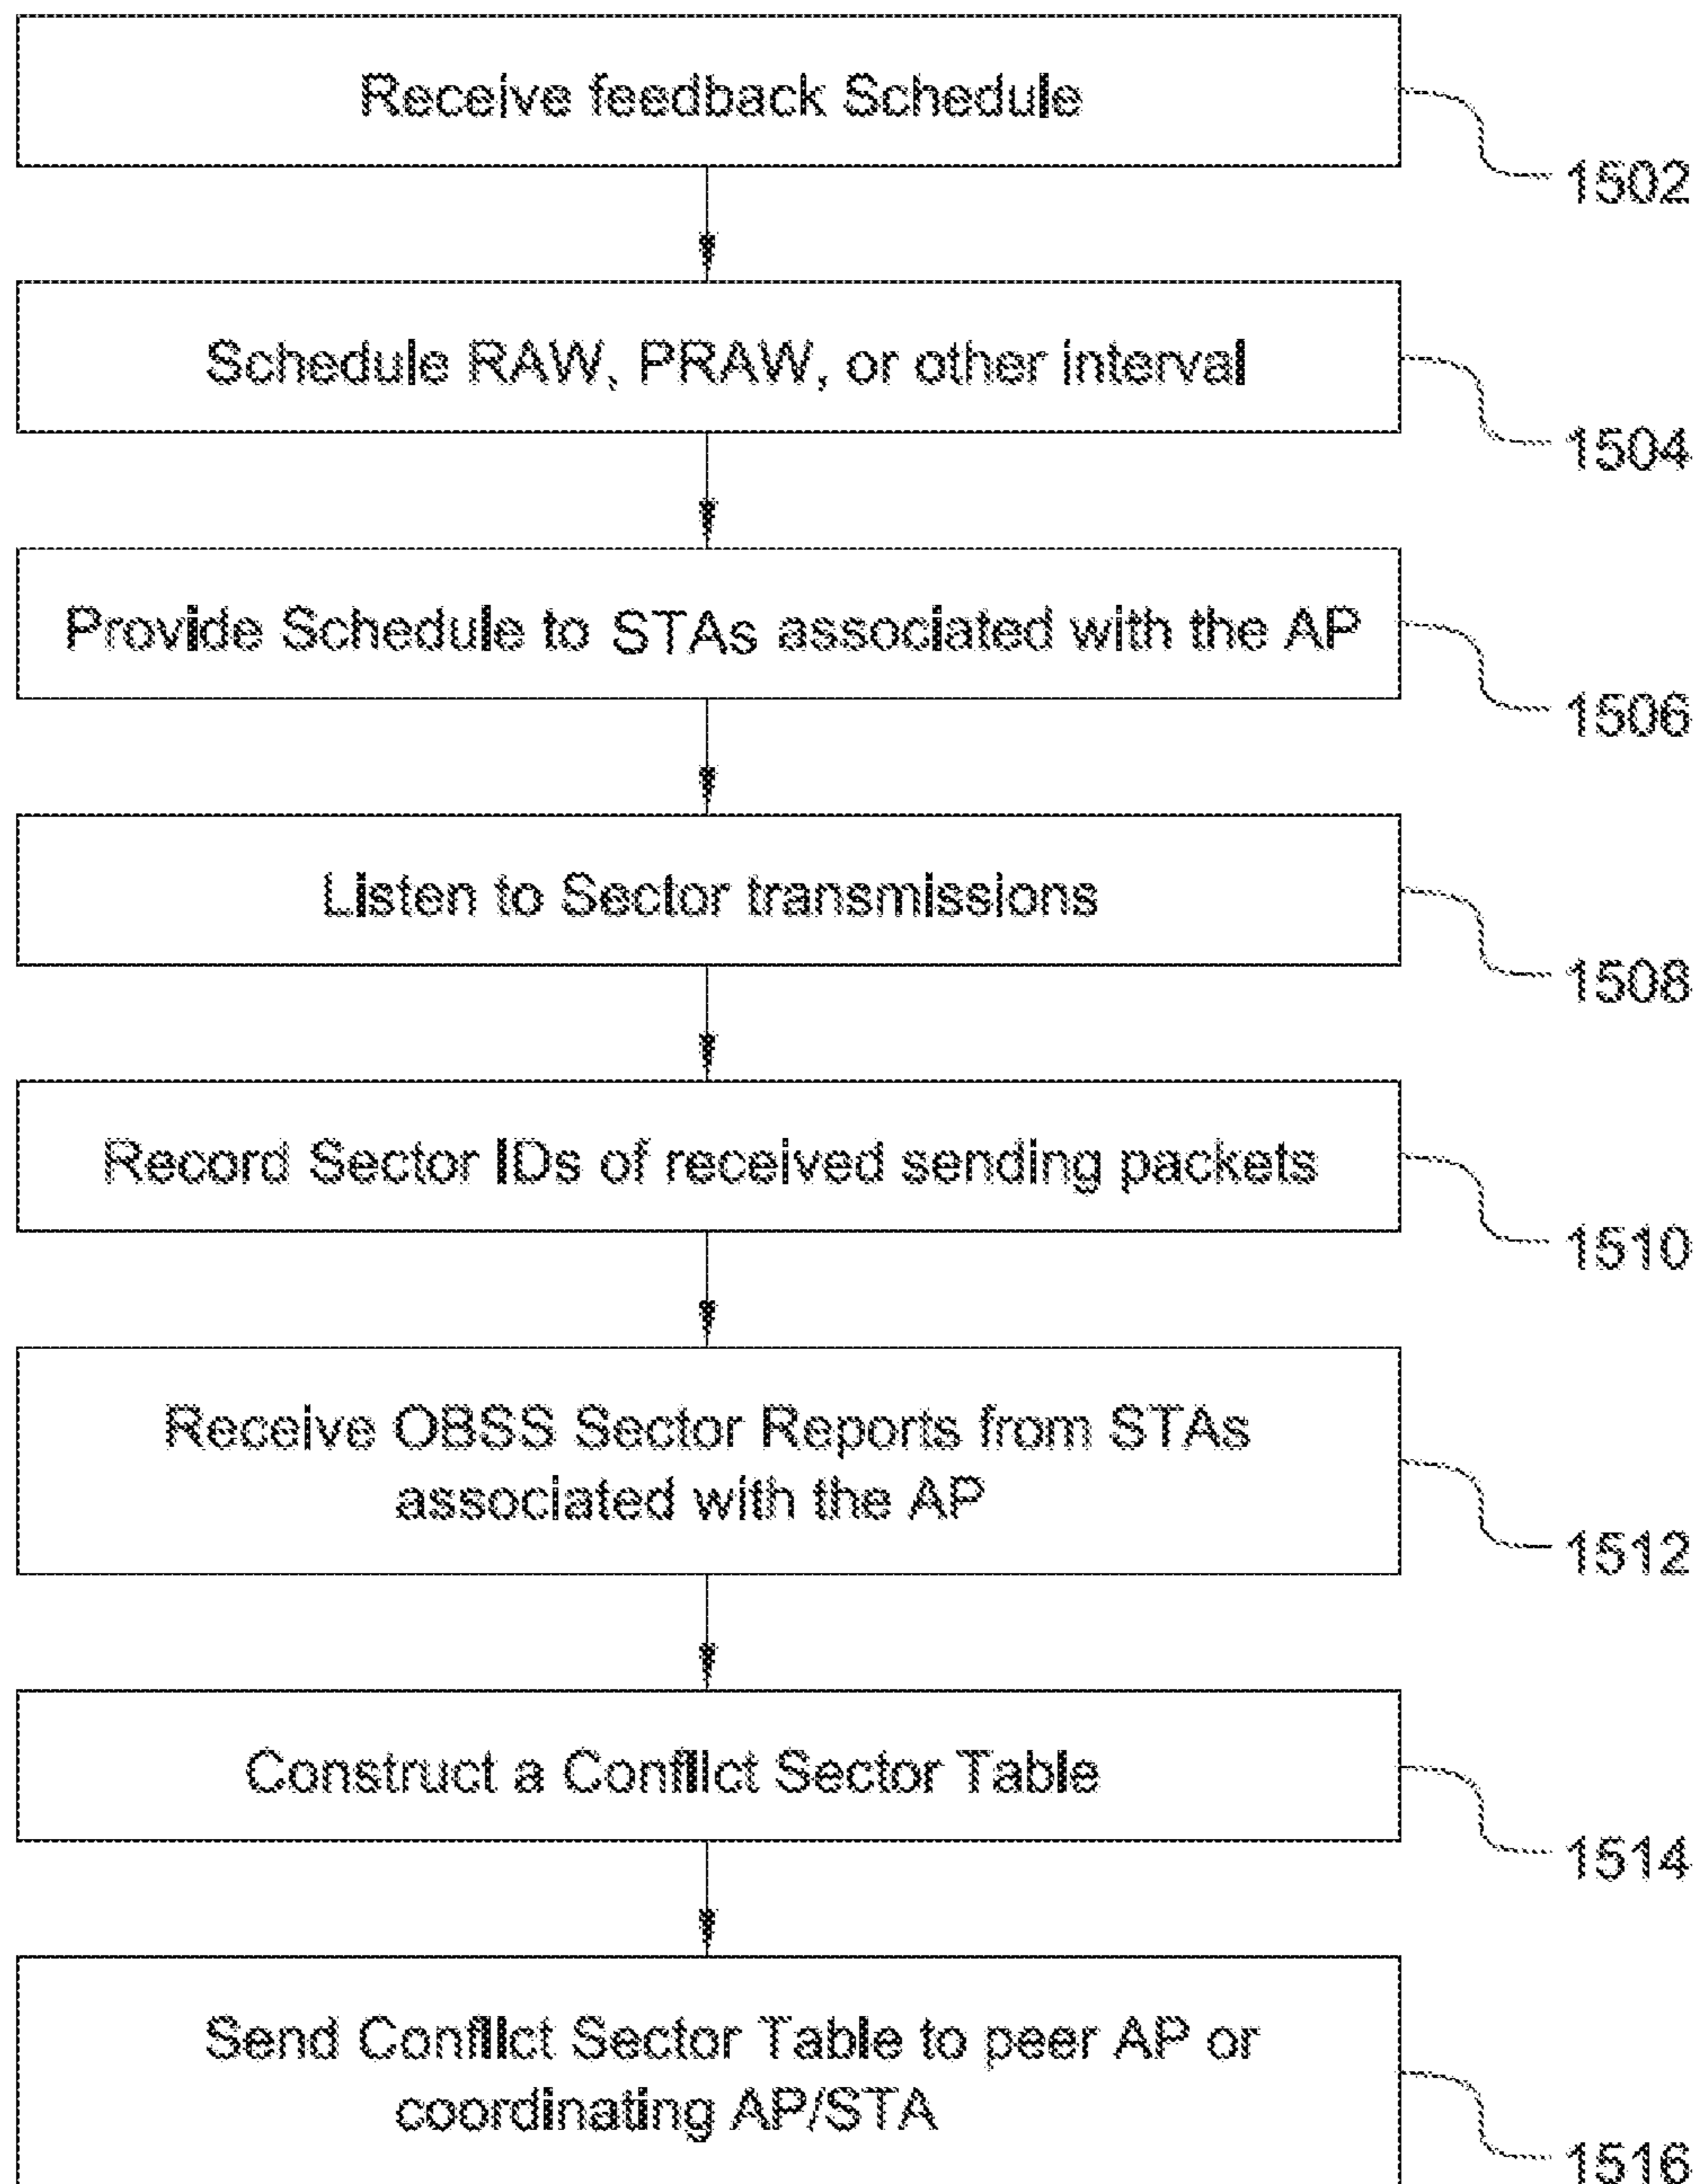 Receive feedback Schedule
1502
Schedule RAW, PRAW, or other interval
1504
Provide Schedule to STAs associated with the AP
1506
Listen to Sector transmissions
1508
Record Sector IDs of received sending packets
1510
Receive OBSS Sector Reports from STAs
associated with the AP
1512
Construct a Conflict Sector Table
1514
Send Conflict Sector Table to peer AP or
coordinating AP/STA
1516